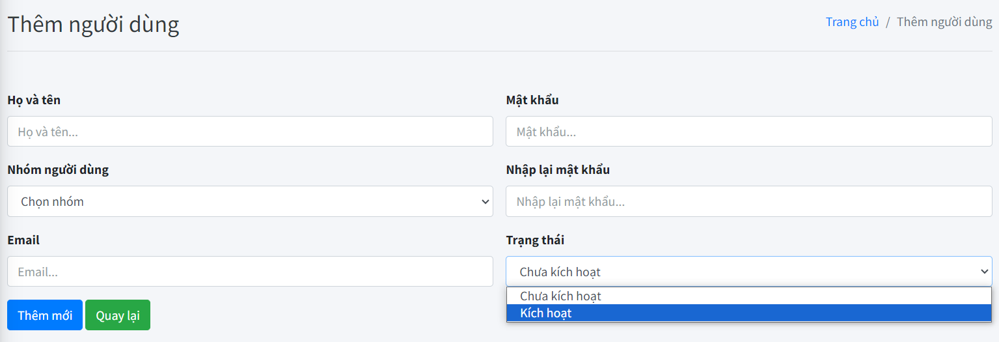 Thêm người dùng
Trang chủ / Thêm người dùng
Họ và tên
Họ và tên...
Mật khẩu
Mật khẩu...
Nhóm người dùng
Chọn nhóm
Nhập lại mật khẩu
Nhập lại mật khẩu...
Email
Email...
Trạng thái
Chưa kích hoạt
Chưa kích hoạt
Kích hoạt
Thêm mới
Quay lại